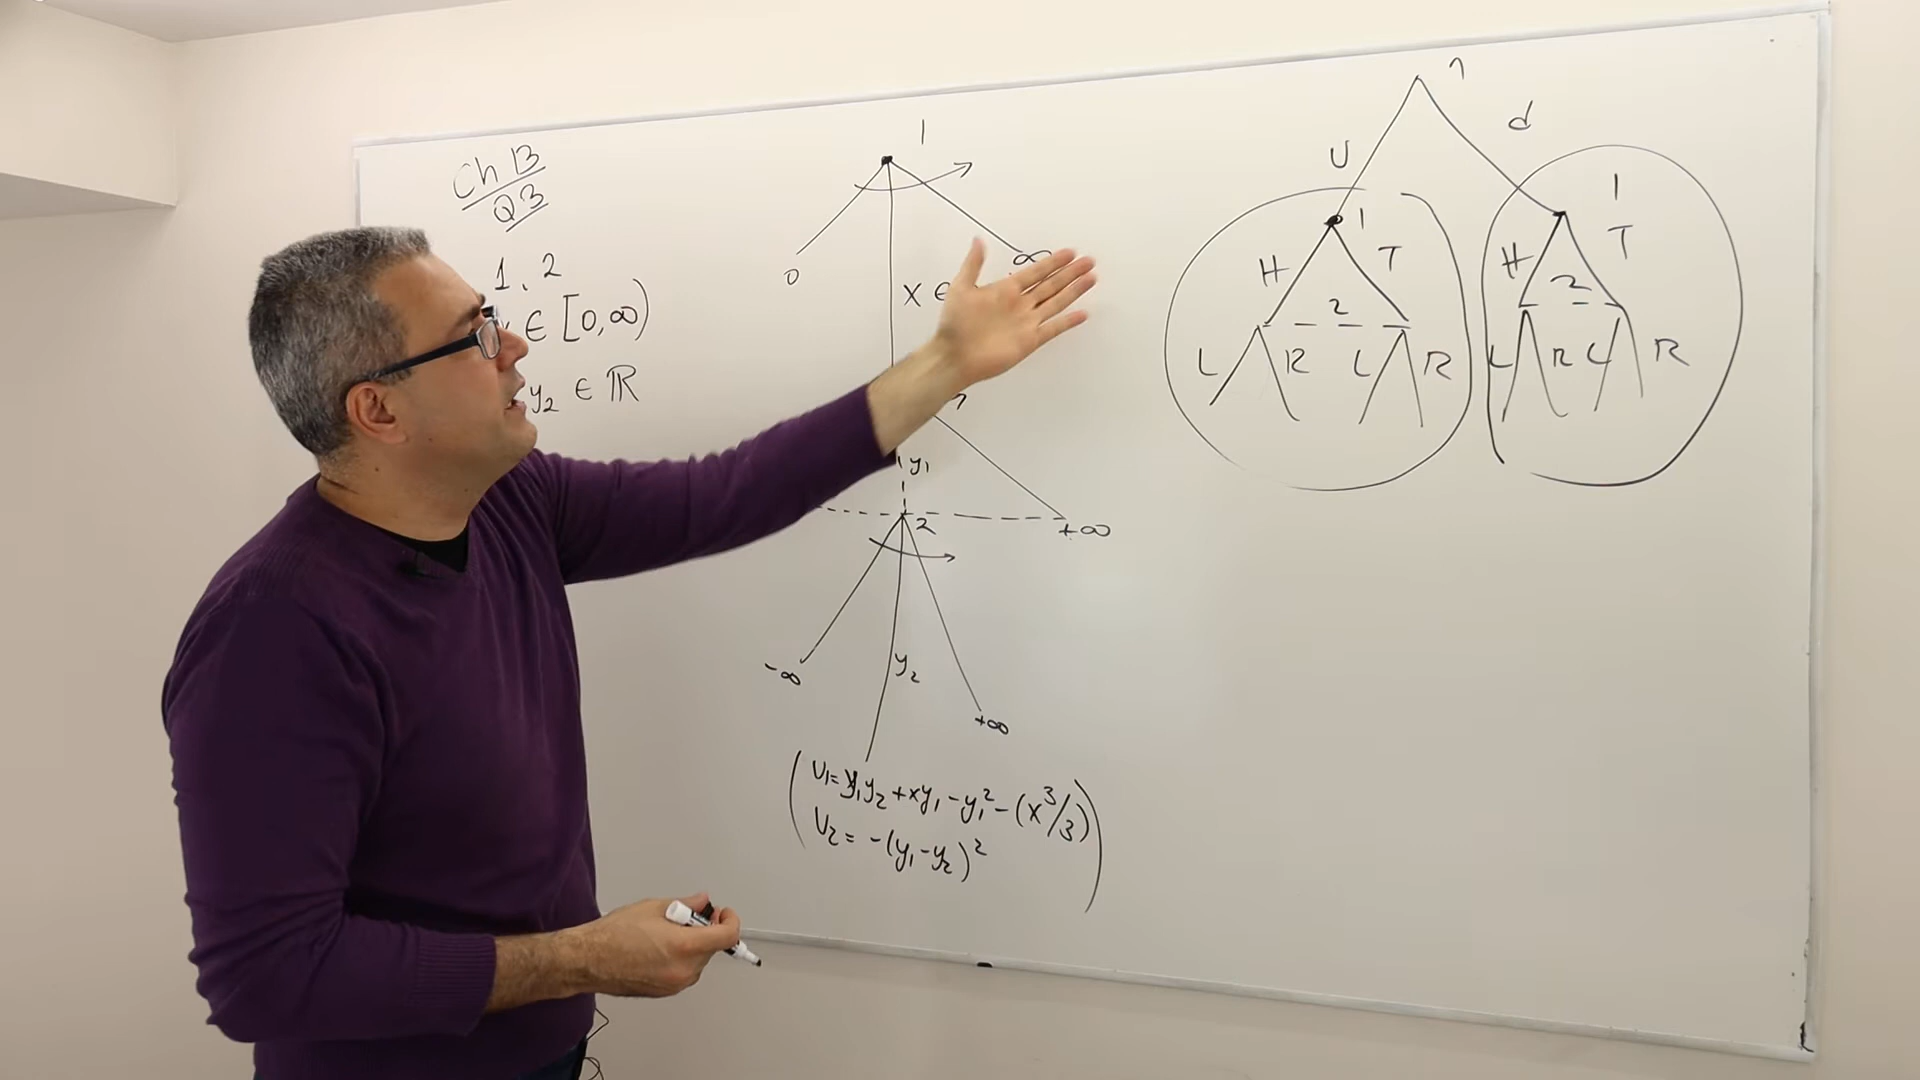 Ch 13
Q3
1, 2
∈ [0,∞)
y₂ ∈ ℝ
1
0
∞
x ∈
y₁
2
+∞
-∞
y₂
+∞
U₁= y₁y₂ + xy₁ - y₁² - (x³/3)
U₂= -(y₁-y₂)²
1
U
d
1
H
T
2
L
R
L
R
1
H
T
2
L
R
L
R